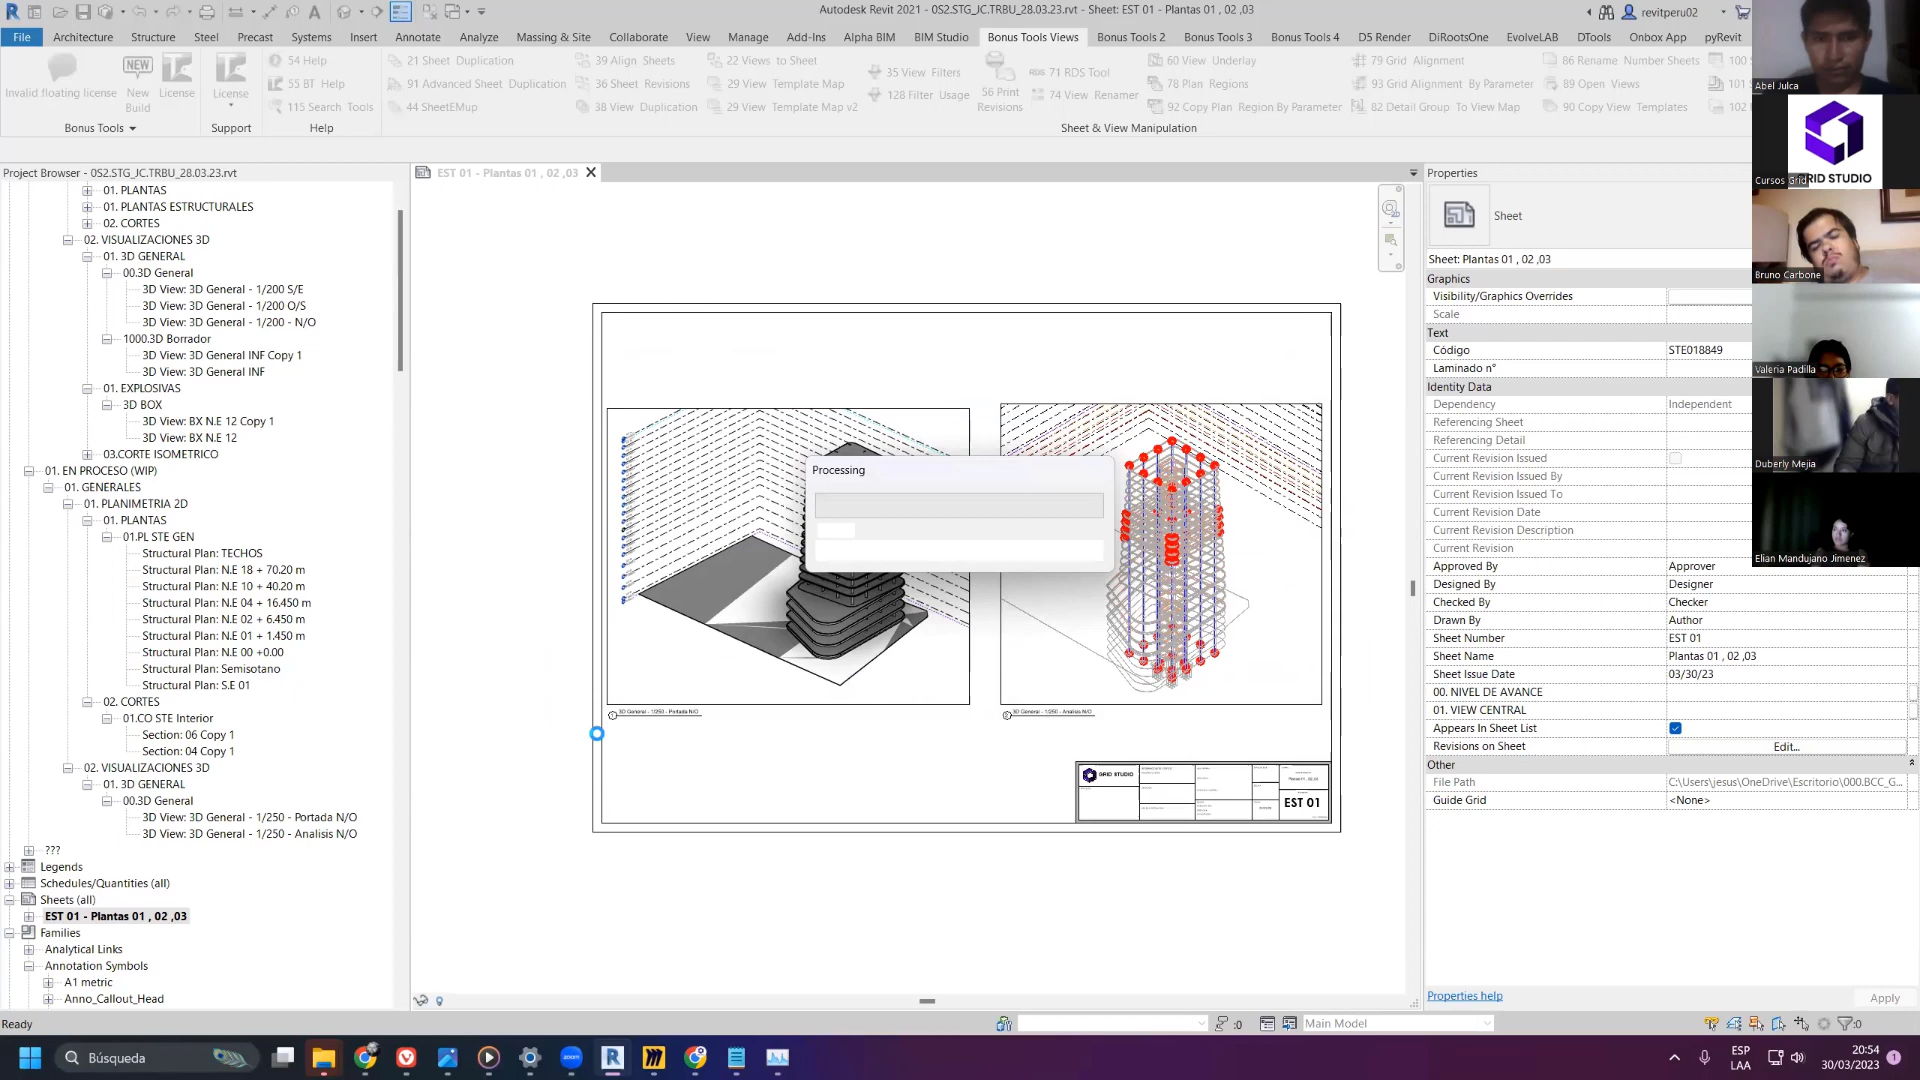 Autodesk Revit 2021 - 0S2.STG_JC.TRBU_28.03.23.rvt - Sheet: EST 01 - Plantas 01 , 02 ,03
revitperu02
File Architecture Structure Steel Precast Systems Insert Annotate Analyze Massing & Site Collaborate View Manage Add-Ins Alpha BIM BIM Studio Bonus Tools Views Bonus Tools 2 Bonus Tools 3 Bonus Tools 4 D5 Render DiRootsOne EvolveLAB DTools Onbox App pyRevit
Invalid floating license
New Build
License
License
54 Help
55 BT Help
115 Search Tools
21 Sheet Duplication
91 Advanced Sheet Duplication
44 SheetEMup
39 Align Sheets
36 Sheet Revisions
38 View Duplication
22 Views to Sheet
29 View Template Map
29 View Template Map v2
35 View Filters
128 Filter Usage
56 Print Revisions
RDS 71 RDS Tool
74 View Renamer
60 View Underlay
78 Plan Regions
92 Copy Plan Region By Parameter
79 Grid Alignment
93 Grid Alignment By Parameter
82 Detail Group To View Map
86 Rename Number Sheets
89 Open Views
90 Copy View Templates
100
101
102
Bonus Tools
Support
Help
Sheet & View Manipulation
Project Browser - 0S2.STG_JC.TRBU_28.03.23.rvt
01. PLANTAS
01. PLANTAS ESTRUCTURALES
02. CORTES
02. VISUALIZACIONES 3D
01. 3D GENERAL
00.3D General
3D View: 3D General - 1/200 S/E
3D View: 3D General - 1/200 O/S
3D View: 3D General - 1/200 - N/O
1000.3D Borrador
3D View: 3D General INF Copy 1
3D View: 3D General INF
01. EXPLOSIVAS
3D BOX
3D View: BX N.E 12 Copy 1
3D View: BX N.E 12
03.CORTE ISOMETRICO
01. EN PROCESO (WIP)
01. GENERALES
01. PLANIMETRIA 2D
01. PLANTAS
01.PL STE GEN
Structural Plan: TECHOS
Structural Plan: N.E 18 + 70.20 m
Structural Plan: N.E 10 + 40.20 m
Structural Plan: N.E 04 + 16.450 m
Structural Plan: N.E 02 + 6.450 m
Structural Plan: N.E 01 + 1.450 m
Structural Plan: N.E 00 +0.00
Structural Plan: Semisotano
Structural Plan: S.E 01
02. CORTES
01.CO STE Interior
Section: 06 Copy 1
Section: 04 Copy 1
02. VISUALIZACIONES 3D
01. 3D GENERAL
00.3D General
3D View: 3D General - 1/250 - Portada N/O
3D View: 3D General - 1/250 - Analisis N/O
???
Legends
Schedules/Quantities (all)
Sheets (all)
EST 01 - Plantas 01 , 02 ,03
Families
Analytical Links
Annotation Symbols
A1 metric
Anno_Callout_Head
EST 01 - Plantas 01 , 02 ,03
Processing
3D General - 1/250 - Portada N/O
3D General - 1/250 - Analisis N/O
GRID STUDIO
EST 01
Properties
Sheet
Sheet: Plantas 01 , 02 ,03
Graphics
Visibility/Graphics Overrides
Scale
Text
Código STE018849
Laminado n°
Identity Data
Dependency Independent
Referencing Sheet
Referencing Detail
Current Revision Issued
Current Revision Issued By
Current Revision Issued To
Current Revision Date
Current Revision Description
Current Revision
Approved By Approver
Designed By Designer
Checked By Checker
Drawn By Author
Sheet Number EST 01
Sheet Name Plantas 01 , 02 ,03
Sheet Issue Date 03/30/23
00. NIVEL DE AVANCE
01. VIEW CENTRAL
Appears In Sheet List
Revisions on Sheet Edit...
Other
File Path C:\Users\jesus\OneDrive\Escritorio\000.BCC_G...
Guide Grid <None>
Properties help
Apply
Abel Julca
Cursos Grid
GRID STUDIO
Bruno Carbone
Valeria Padilla
Duberly Mejia
Elian Mandujano Jimenez
Ready
:0
Main Model
:0
Búsqueda
ESP
LAA
20:54
30/03/2023
1